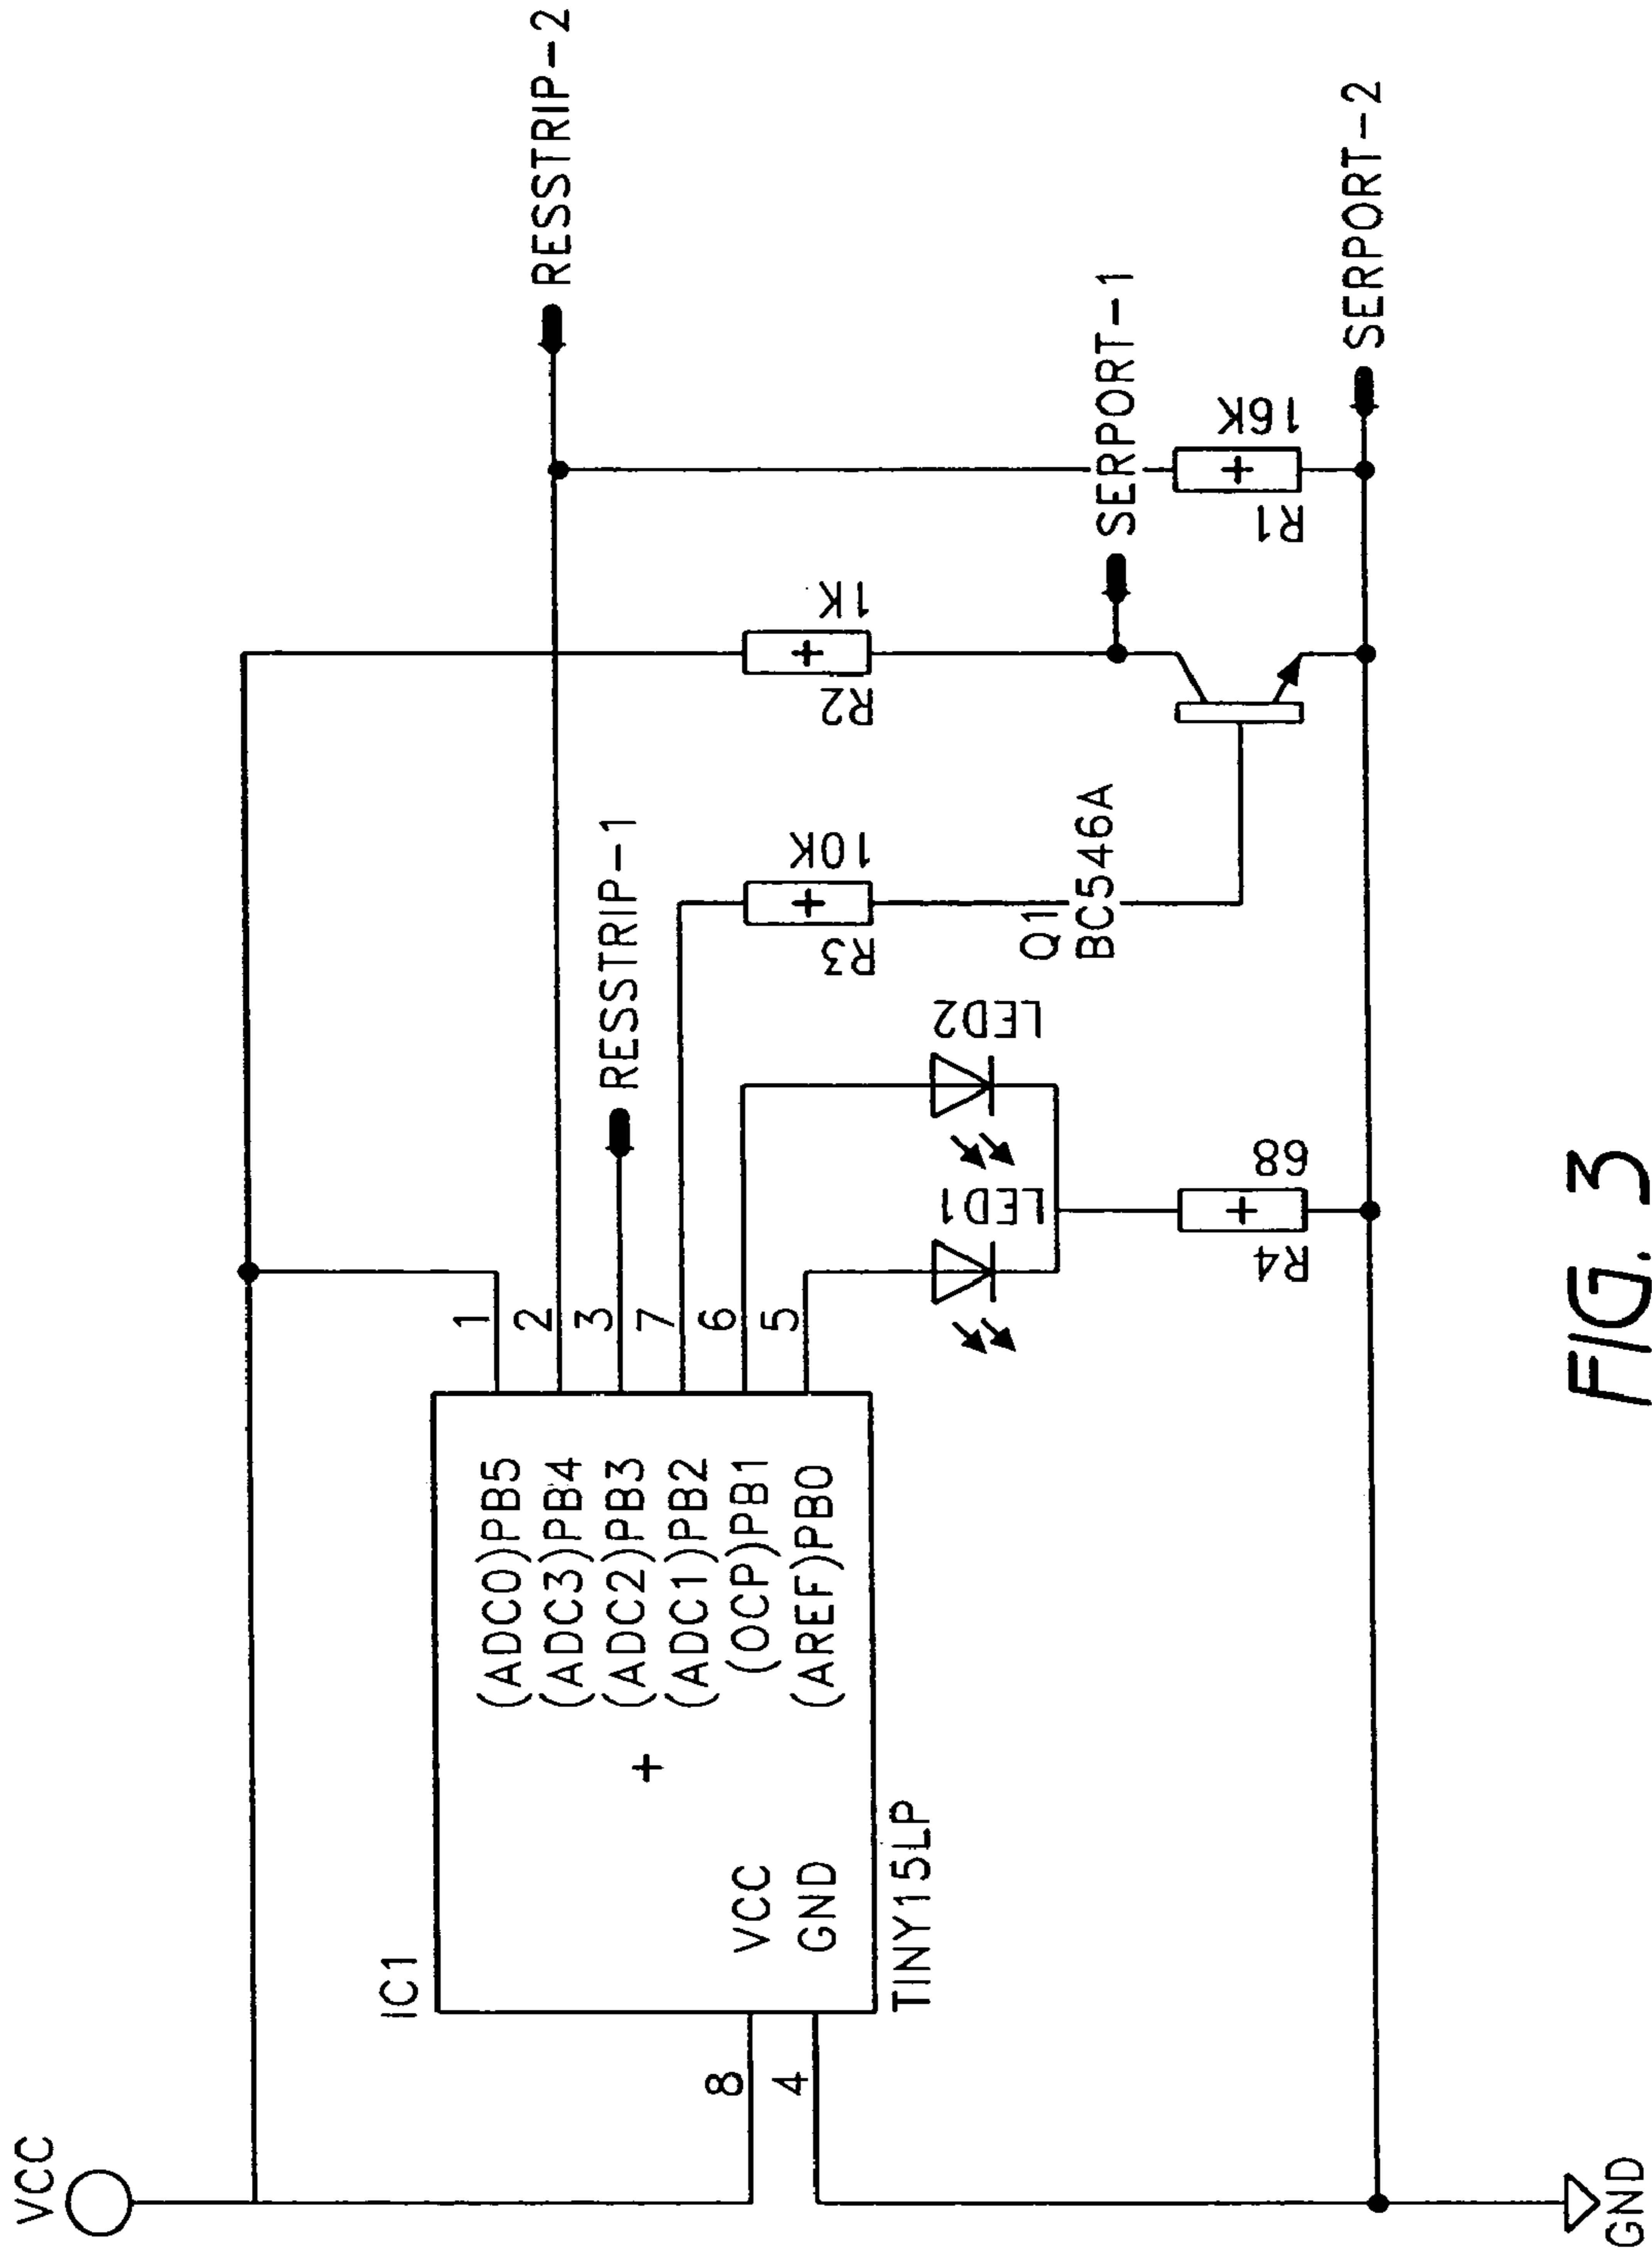 VCC
IC1
8
4
VCC
GND
(ADC0)PB5
(ADC3)PB4
(ADC2)PB3
(ADC1)PB2
(OCP)PB1
(AREF)PB0
TINY15LP
1
2
3
7
6
5
RESSTRIP-2
RESSTRIP-1
R2
1K
R3
10K
LED1
LED2
Q1
BC546A
SERPORT-1
R4
68
R1
16K
SERPORT-2
GND
FIG. 3